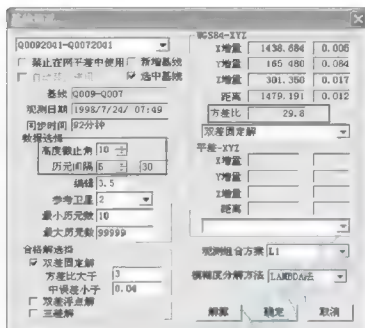 Q0092041-Q0072041
禁止在网平差中使用 新增基线
选中基线
基线 Q009-Q007
观测日期 1998/7/24/ 07:49
同步时间 92分钟
数据选择
高度截止角 10
历元间隔 5 30
编辑 3.5
参考卫星 2
最小历元数 10
最大历元数 99999
合格解选择
双差固定解
方差比大于 3
中误差小于 0.04
双差浮点解
三差解
WGS84-XYZ
X增量 1438.684 0.006
Y增量 165.480 0.084
Z增量 301.350 0.017
距离 1479.191 0.012
方差比 29.8
双差固定解
平差-XYZ
X增量
Y增量
Z增量
距离
观测组合方案 L1
模糊度分解方法 LAMBDA法
解算 确定 取消